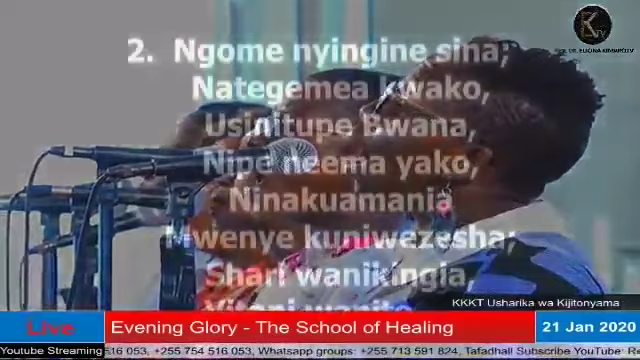 2. Ngome nyingine sina;
Nategemea kwako,
Usinitupe Bwana,
Nipe neema yako,
Ninakuamania
Mwenye kuniwezesha;
Shari wanikingia,
KKKT Usharika wa Kijitonyama
Live
Evening Glory - The School of Healing
21 Jan 2020
Youtube Streaming
516 053, +255 754 516 053, Whatsapp groups: +255 713 591 824, Tafadhali Subscribe YouTube: